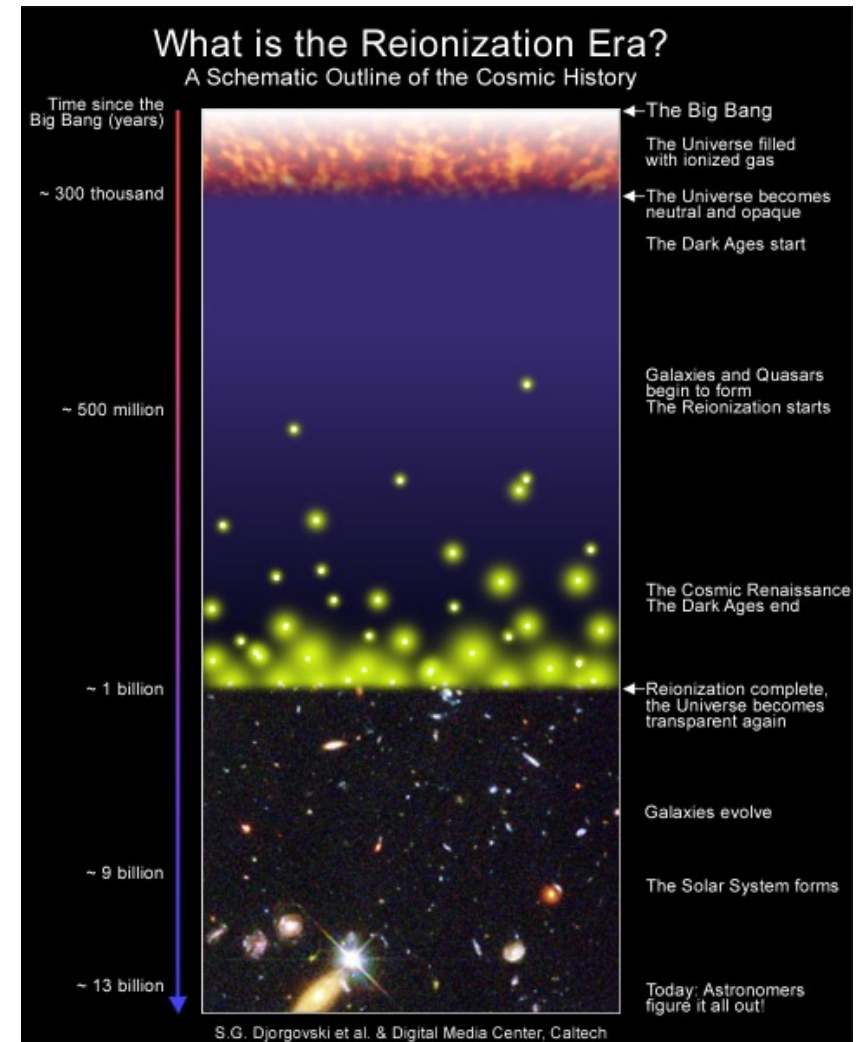 What is the Reionization Era?
A Schematic Outline of the Cosmic History
Time since the
Big Bang (years)
The Big Bang
The Universe filled
with ionized gas
~ 300 thousand
The Universe becomes
neutral and opaque
The Dark Ages start
Galaxies and Quasars
begin to form
The Reionization starts
~ 500 million
The Cosmic Renaissance
The Dark Ages end
~ 1 billion
Reionization complete,
the Universe becomes
transparent again
Galaxies evolve
~ 9 billion
The Solar System forms
~ 13 billion
Today: Astronomers
figure it all out!
S.G. Djorgovski et al. & Digital Media Center, Caltech